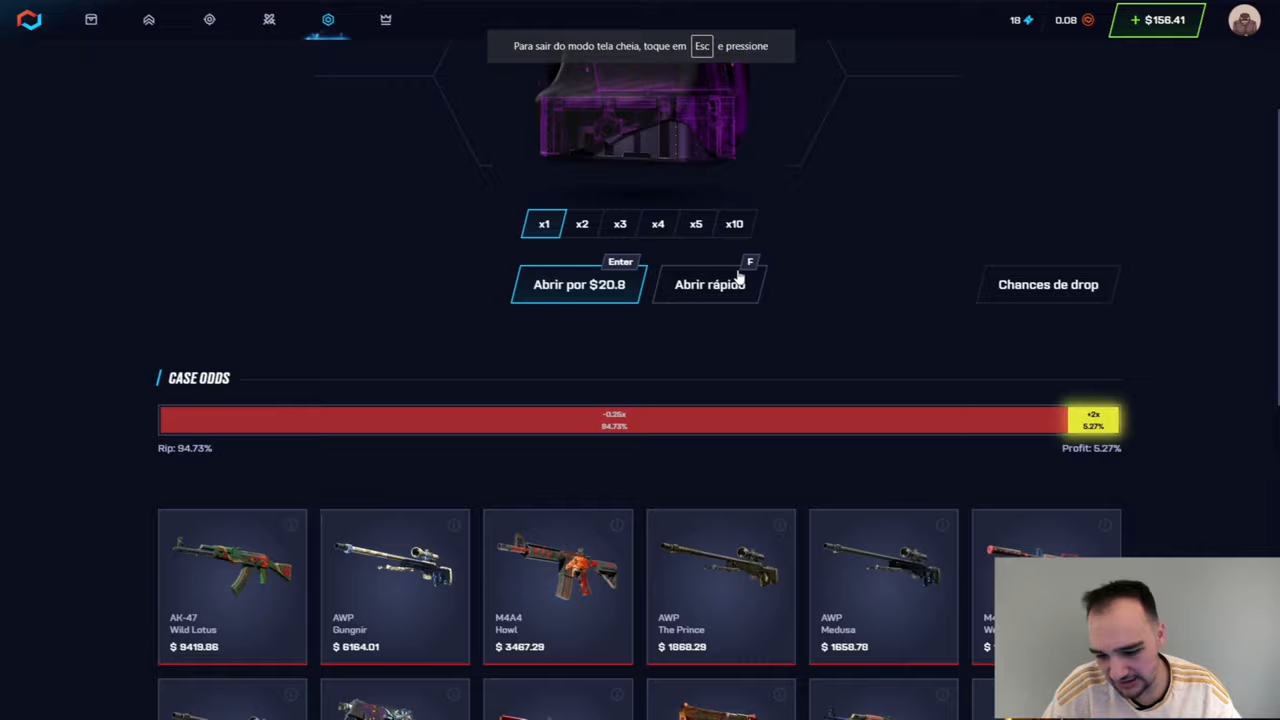 18
0.08
+ $156.41
Para sair do modo tela cheia, toque em Esc e pressione
x1 x2 x3 x4 x5 x10
Enter
F
Abrir por $20.8
Abrir rápido
Chances de drop
CASE ODDS
-0.25x
94.73%
+2x
5.27%
Rip: 94.73%
Profit: 5.27%
AK-47
Wild Lotus
$ 9419.86
AWP
Gungnir
$ 6164.01
M4A4
Howl
$ 3467.29
AWP
The Prince
$ 1868.29
AWP
Medusa
$ 1658.78